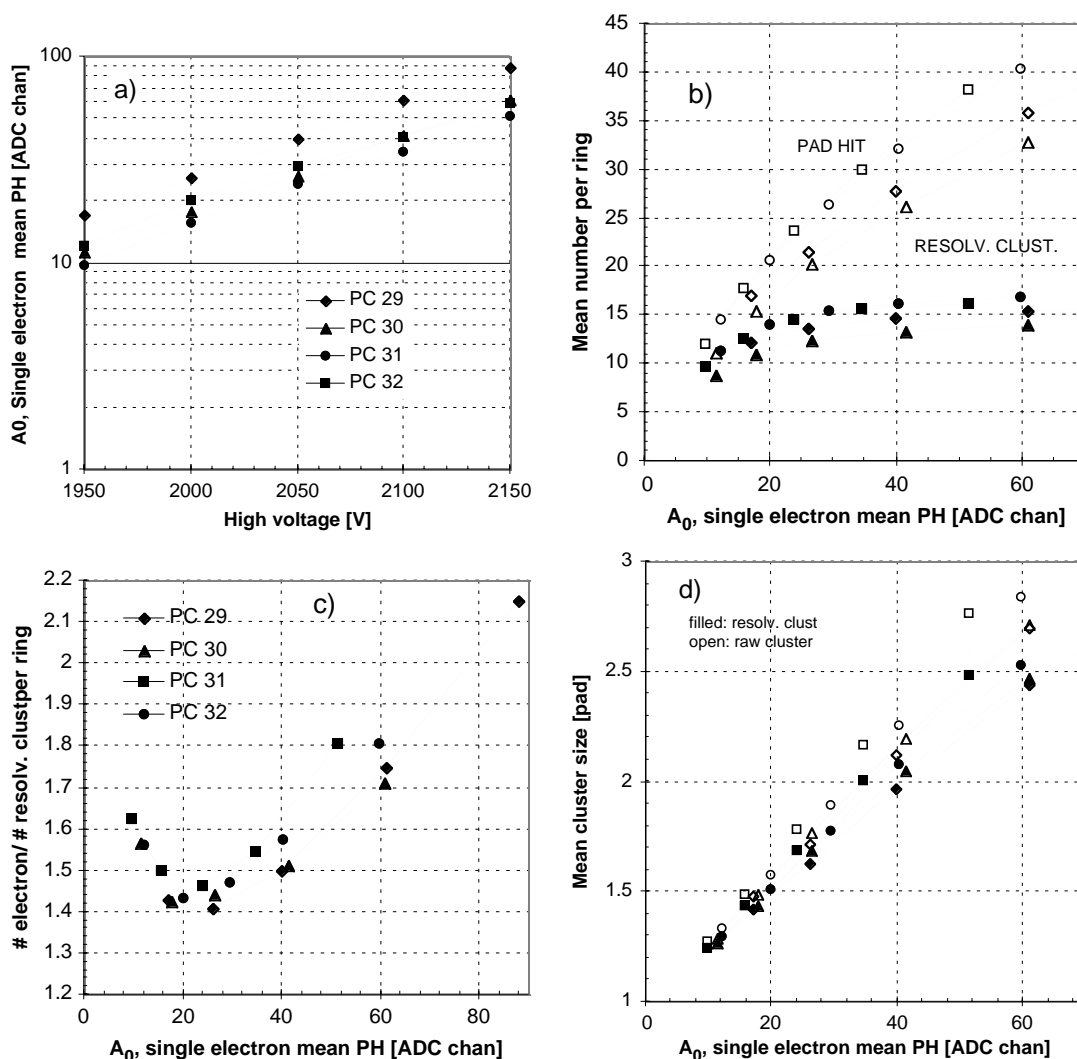 a)
A0, Single electron mean PH [ADC chan]
100
10
1
1950 2000 2050 2100 2150
High voltage [V]
PC 29
PC 30
PC 31
PC 32
b)
Mean number per ring
45
40
35
30
25
20
15
10
5
0
PAD HIT
RESOLV. CLUST.
0 20 40 60
A0, single electron mean PH [ADC chan]
c)
# electron/ # resolv. clustper ring
2.2
2.1
2
1.9
1.8
1.7
1.6
1.5
1.4
1.3
1.2
PC 29
PC 30
PC 31
PC 32
0 20 40 60 80
A0, single electron mean PH [ADC chan]
d)
Mean cluster size [pad]
3
2.5
2
1.5
1
filled: resolv. clust
open: raw cluster
0 20 40 60
A0, single electron mean PH [ADC chan]